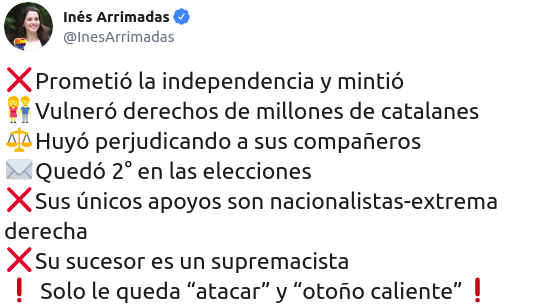 Inés Arrimadas
@InesArrimadas
❌Prometió la independencia y mintió
👫Vulneró derechos de millones de catalanes
⚖️Huyó perjudicando a sus compañeros
✉️Quedó 2° en las elecciones
❌Sus únicos apoyos son nacionalistas-extrema
derecha
❌Su sucesor es un supremacista
❗ Solo le queda “atacar” y “otoño caliente”❗